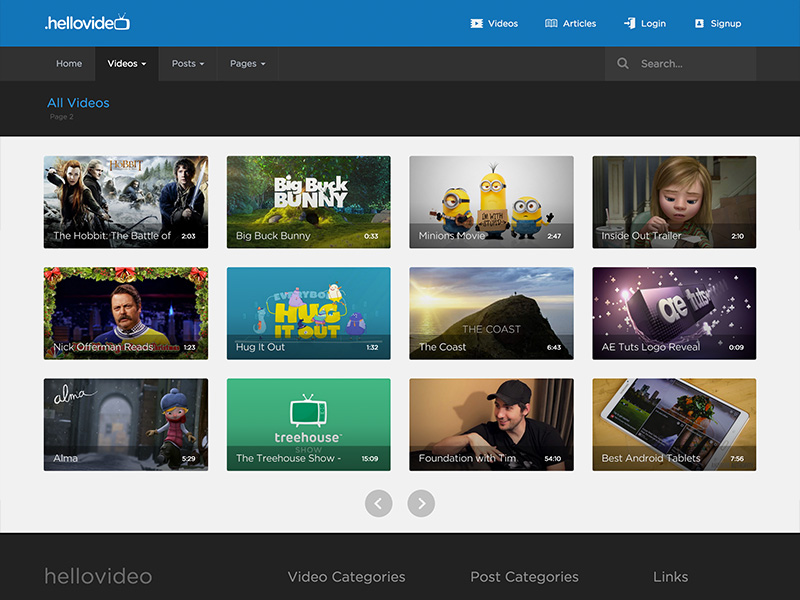 .hellovideo
Videos
Articles
Login
Signup
Home
Videos
Posts
Pages
Search...
All Videos
Page 2
THE HOBBIT
The Hobbit: The Battle of 2:03
Big Buck
BUNNY
Big Buck Bunny 0:33
I'M WITH
STUPID
Minions Movie 2:47
Inside Out Trailer 2:10
Nick Offerman Reads 1:23
EVERYBODY
HUG
IT OUT
Hug It Out 1:32
THE COAST
The Coast 6:43
ae tuts
AE Tuts Logo Reveal 0:09
alma
Alma 5:29
treehouse™
SHOW
The Treehouse Show - 15:09
Foundation with Tim 54:10
Best Android Tablets 7:56
hellovideo
Video Categories
Post Categories
Links